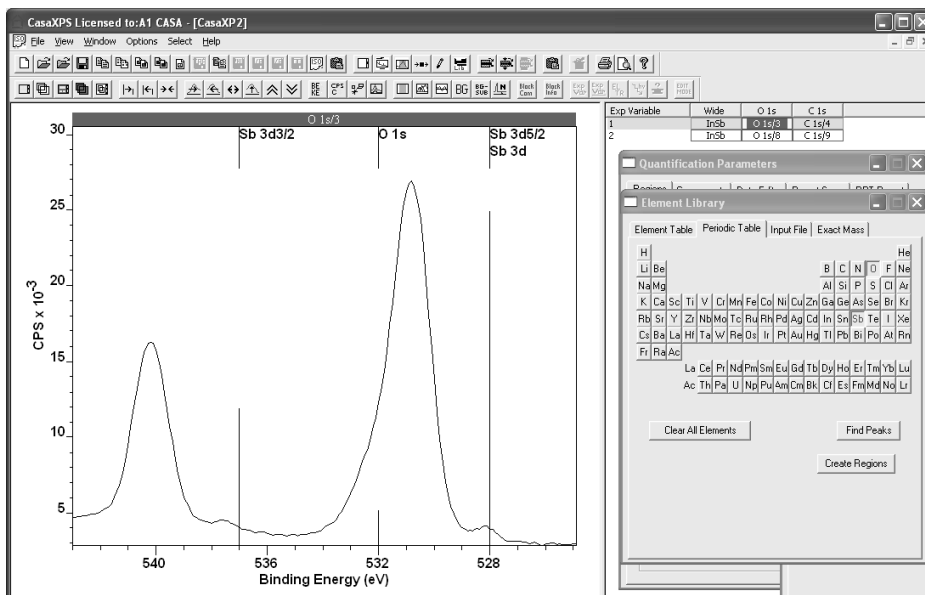 CasaXPS Licensed to:A1 CASA - [CasaXP2]
File View Window Options Select Help
O 1s/3
Sb 3d3/2 O 1s Sb 3d5/2
Sb 3d
30
25
20
15
10
5
CPS x 10⁻³
540 536 532 528
Binding Energy (eV)
Exp Variable Wide O 1s C 1s
1 InSb O 1s/3 C 1s/4
2 InSb O 1s/8 C 1s/9
Quantification Parameters
Element Library
Element Table Periodic Table Input File Exact Mass
H He
Li Be B C N O F Ne
Na Mg Al Si P S Cl Ar
K Ca Sc Ti V Cr Mn Fe Co Ni Cu Zn Ga Ge As Se Br Kr
Rb Sr Y Zr Nb Mo Tc Ru Rh Pd Ag Cd In Sn Sb Te I Xe
Cs Ba La Hf Ta W Re Os Ir Pt Au Hg Tl Pb Bi Po At Rn
Fr Ra Ac
La Ce Pr Nd Pm Sm Eu Gd Tb Dy Ho Er Tm Yb Lu
Ac Th Pa U Np Pu Am Cm Bk Cf Es Fm Md No Lr
Clear All Elements Find Peaks
Create Regions